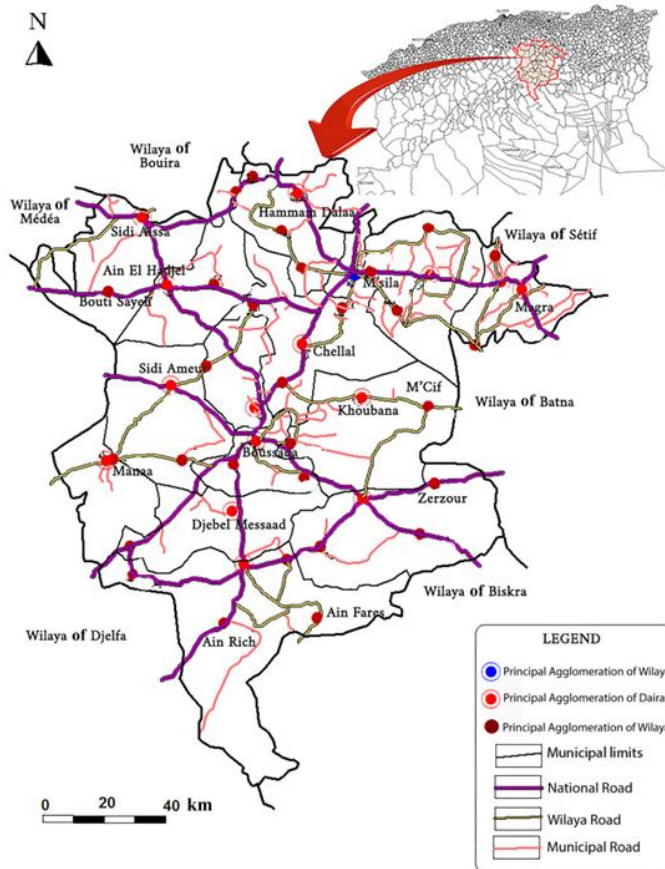 N
Wilaya of
Bouira
Wilaya of
Médéa
Hammam Dalaa
Sidi Aissa
Wilaya of Sétif
Ain El Hadjel
M'sila
Bouti Sayeh
Magra
Chellal
Sidi Ameur
M'Cif
Khoubana
Wilaya of Batna
Boussada
Manaa
Zerzour
Djebel Messaad
Wilaya of Biskra
Ain Fares
Wilaya of Djelfa
Ain Rich
LEGEND
Principal Agglomeration of Wilay
Principal Agglomeration of Daira
Principal Agglomeration of Wilay
Municipal limits
National Road
Wilaya Road
Municipal Road
0 20 40 km